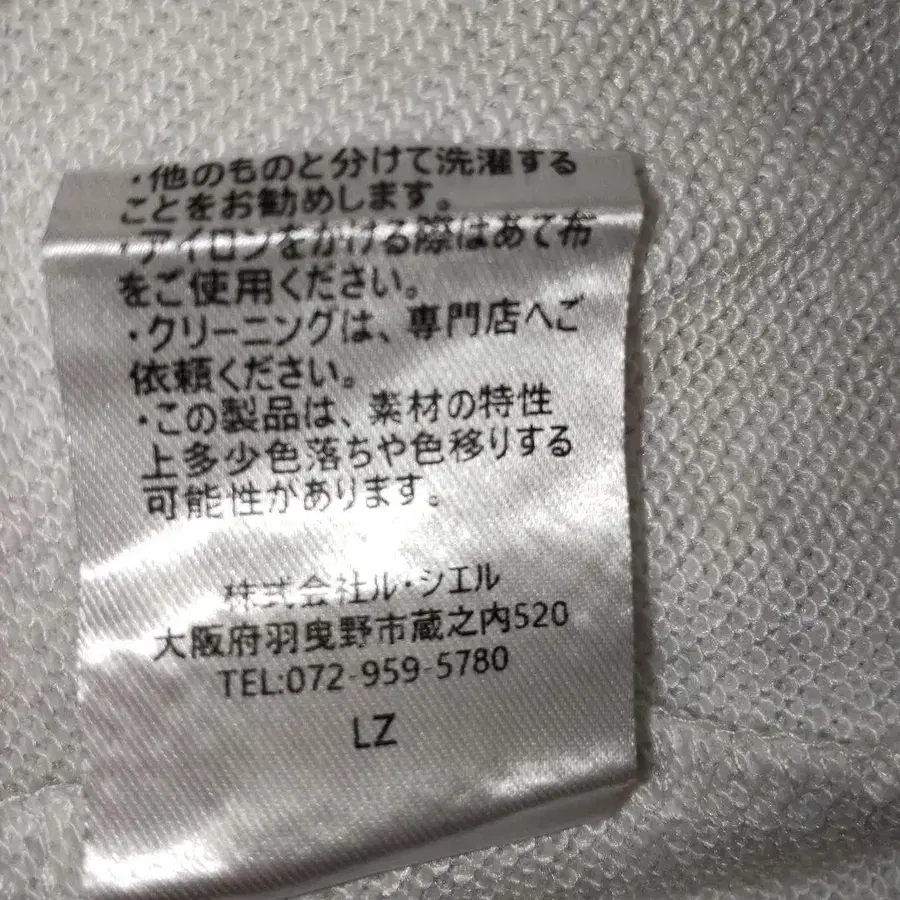 ・他のものと分けて洗濯する
ことをお勧めします。
・アイロンをかける際はあて布
をご使用ください。
・クリーニングは、専門店へご
依頼ください。
・この製品は、素材の特性
上多少色落ちや色移りする
可能性があります。
株式会社ル・シエル
大阪府羽曳野市蔵之内520
TEL:072-959-5780
LZ